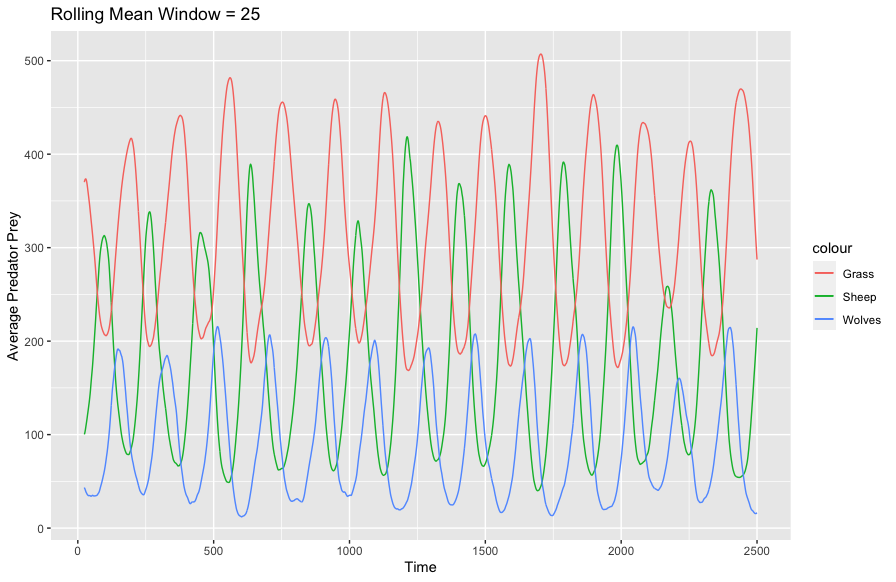 Rolling Mean Window = 25
Average Predator Prey
500
400
300
200
100
0
0
500
1000
1500
2000
2500
Time
colour
Grass
Sheep
Wolves